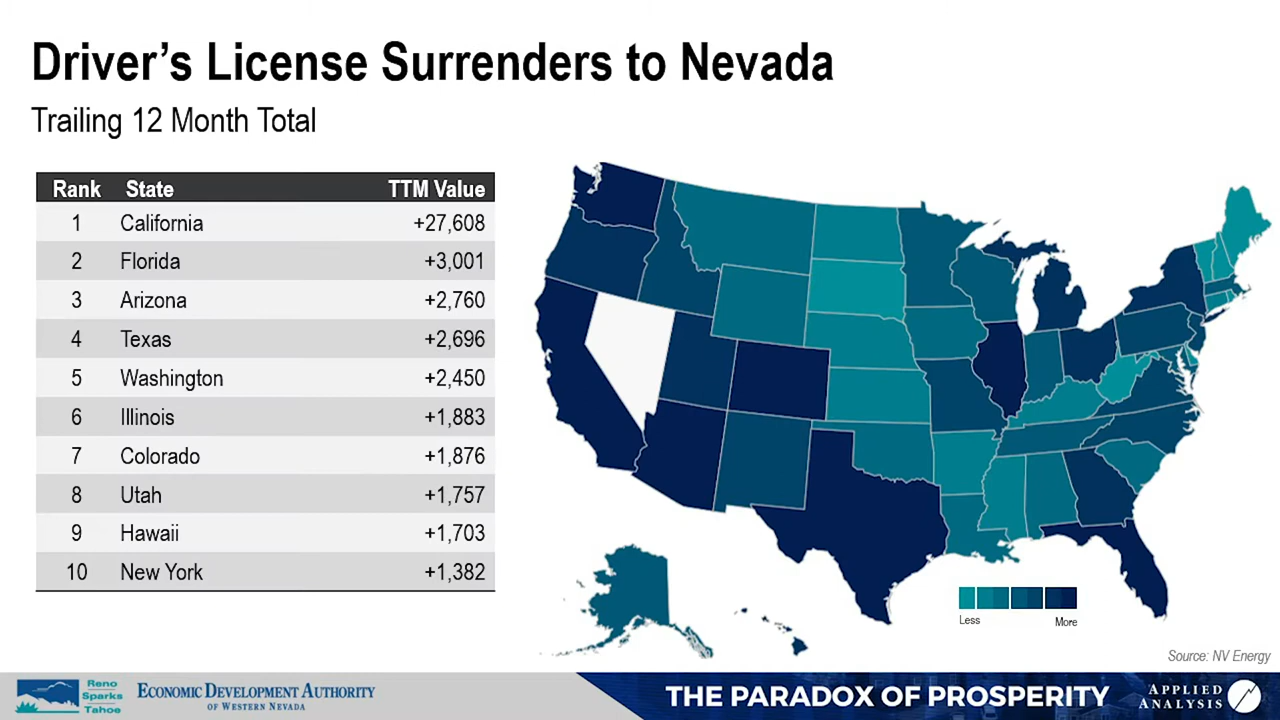 Driver's License Surrenders to Nevada
Trailing 12 Month Total
Rank State TTM Value
1 California +27,608
2 Florida +3,001
3 Arizona +2,760
4 Texas +2,696
5 Washington +2,450
6 Illinois +1,883
7 Colorado +1,876
8 Utah +1,757
9 Hawaii +1,703
10 New York +1,382
Less More
Source: NV Energy
Reno
Sparks
Tahoe
ECONOMIC DEVELOPMENT AUTHORITY
OF WESTERN NEVADA
THE PARADOX OF PROSPERITY
APPLIED
ANALYSIS